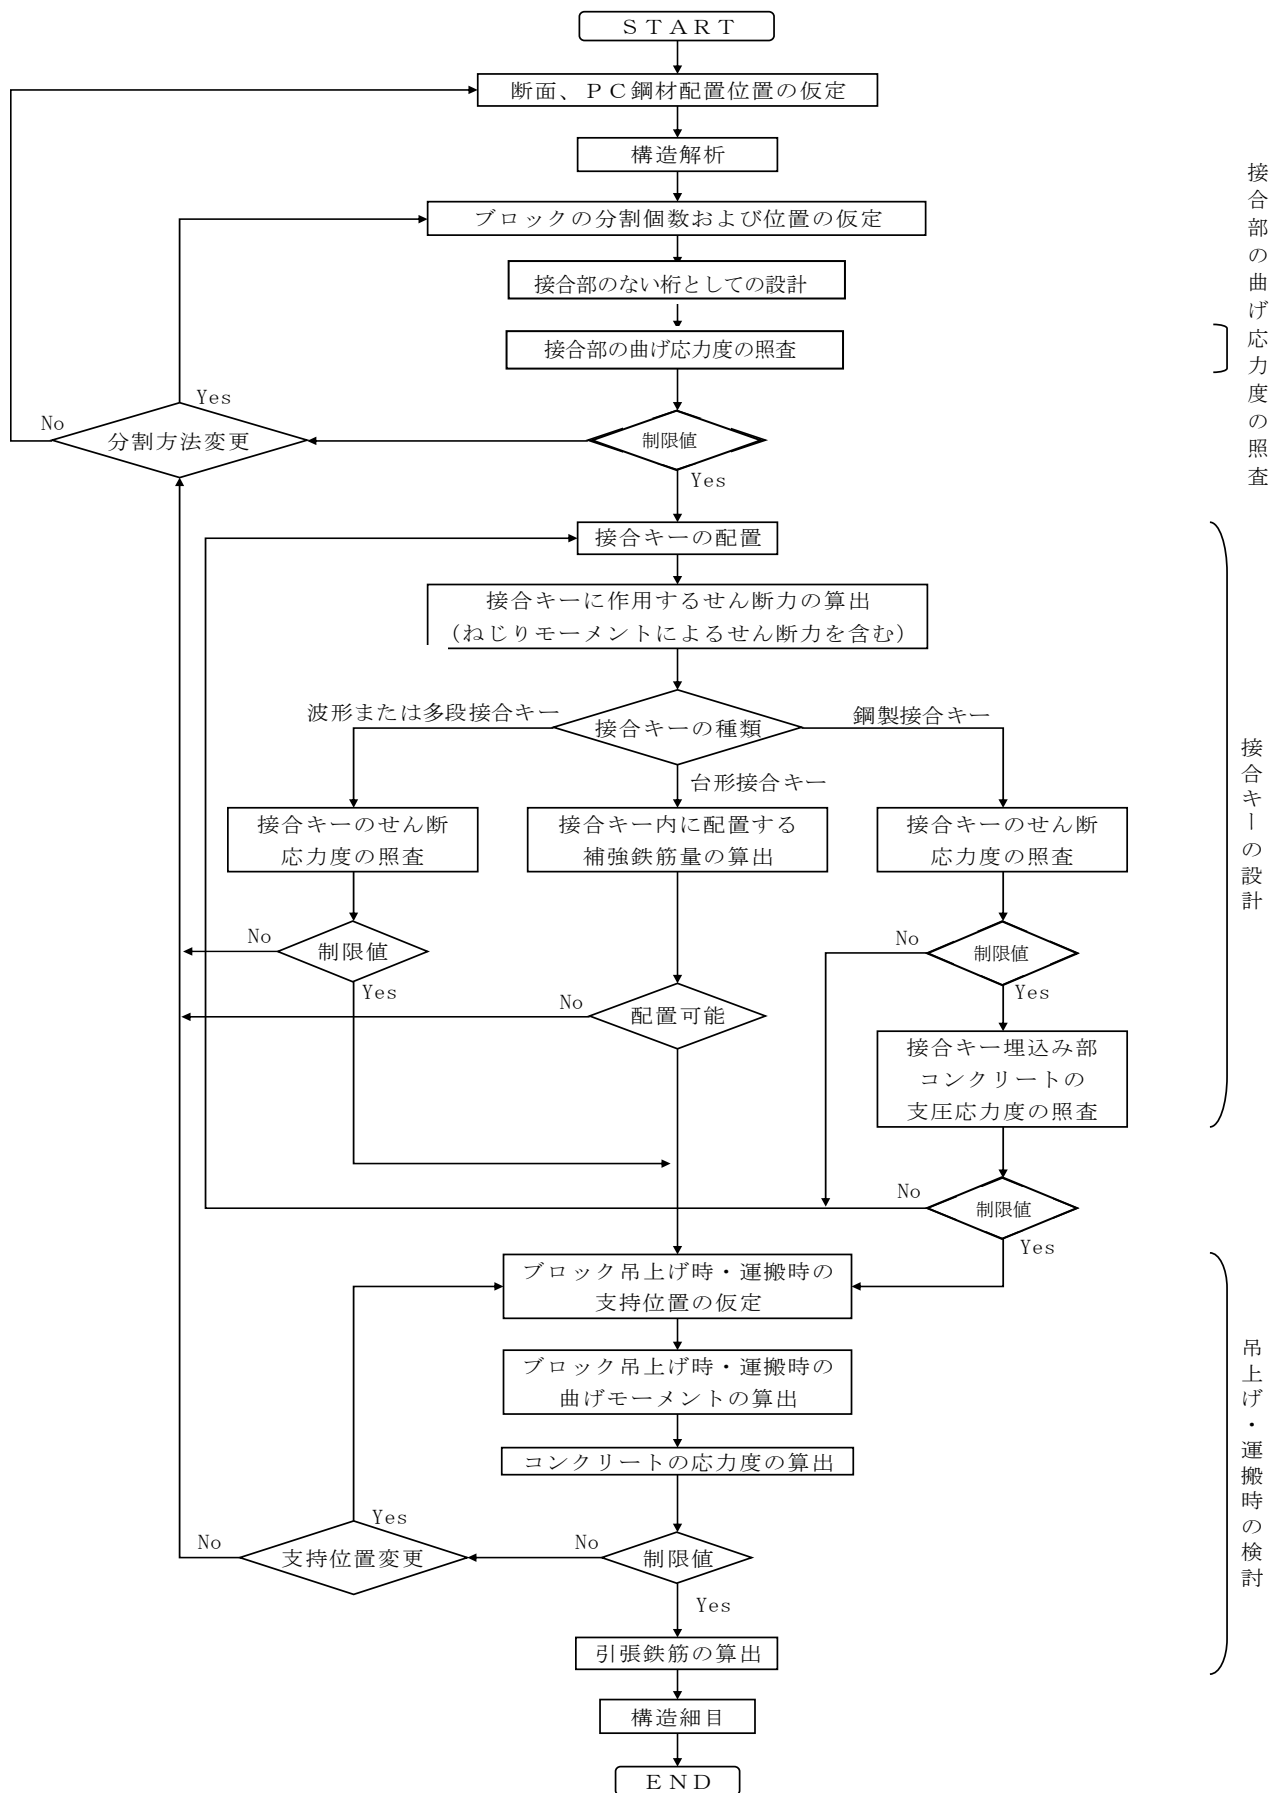 ＳＴＡＲＴ
断面、ＰＣ鋼材配置位置の仮定
構造解析
ブロックの分割個数および位置の仮定
接合部のない桁としての設計
接合部の曲げ応力度の照査
接合部の曲げ応力度の照査
Yes
No
分割方法変更
制限値
Yes
接合キーの配置
接合キーに作用するせん断力の算出
（ねじりモーメントによるせん断力を含む）
波形または多段接合キー
接合キーの種類
鋼製接合キー
台形接合キー
接合キーのせん断
応力度の照査
接合キー内に配置する
補強鉄筋量の算出
接合キーのせん断
応力度の照査
接合キーの設計
No
制限値
Yes
No
配置可能
No
制限値
Yes
接合キー埋込み部
コンクリートの
支圧応力度の照査
No
制限値
Yes
ブロック吊上げ時・運搬時の
支持位置の仮定
ブロック吊上げ時・運搬時の
曲げモーメントの算出
吊上げ・運搬時の検討
コンクリートの応力度の算出
Yes
No
支持位置変更
No
制限値
Yes
引張鉄筋の算出
構造細目
ＥＮＤ